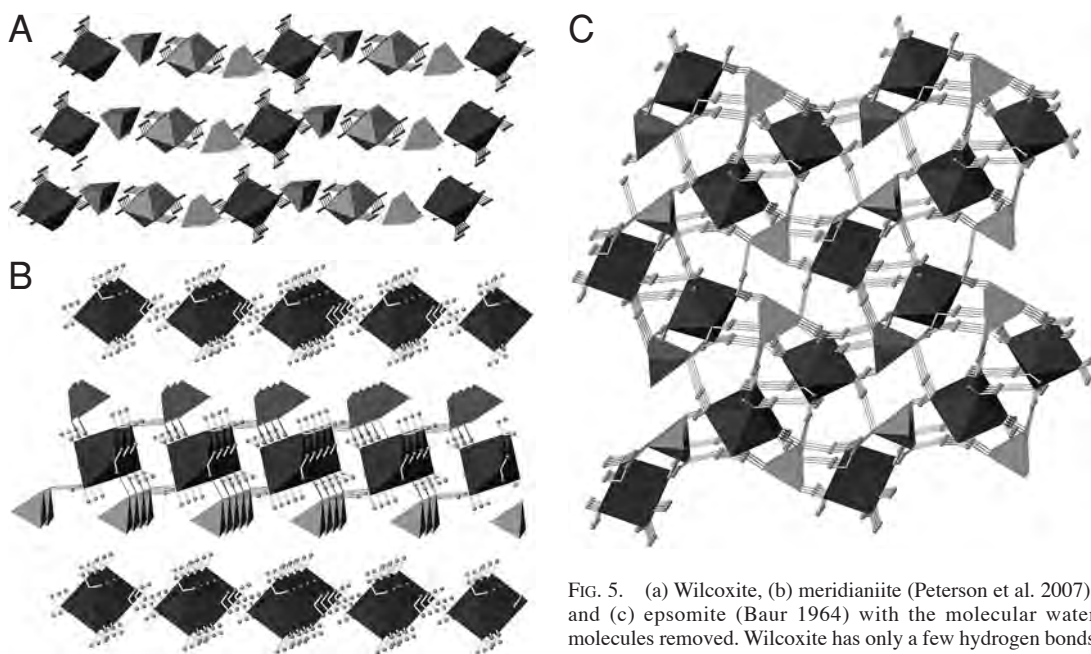 A
B
C
FIG. 5. (a) Wilcoxite, (b) meridianiite (Peterson et al. 2007)
and (c) epsomite (Baur 1964) with the molecular water
molecules removed. Wilcoxite has only a few hydrogen bonds